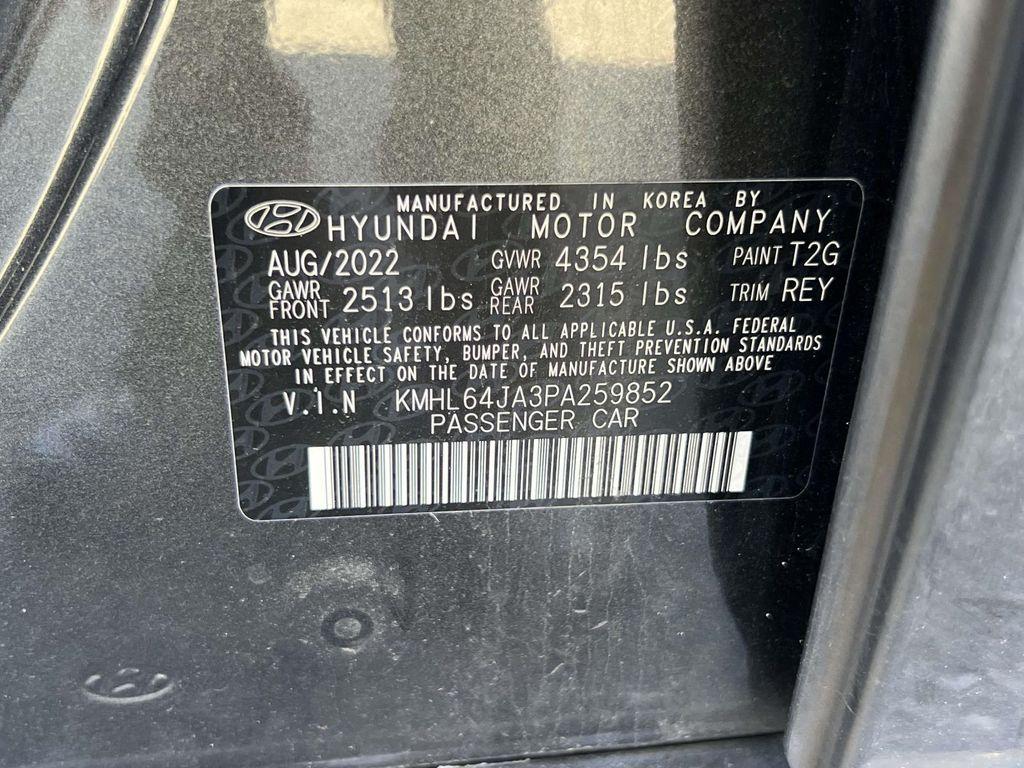 MANUFACTURED IN KOREA BY
HYUNDAI MOTOR COMPANY
AUG/2022 GVWR 4354 lbs PAINT T2G
GAWR FRONT 2513 lbs GAWR REAR 2315 lbs TRIM REY
THIS VEHICLE CONFORMS TO ALL APPLICABLE U.S.A. FEDERAL
MOTOR VEHICLE SAFETY, BUMPER, AND THEFT PREVENTION STANDARDS
IN EFFECT ON THE DATE OF MANUFACTURE SHOWN ABOVE
V.I.N KMHL64JA3PA259852
PASSENGER CAR